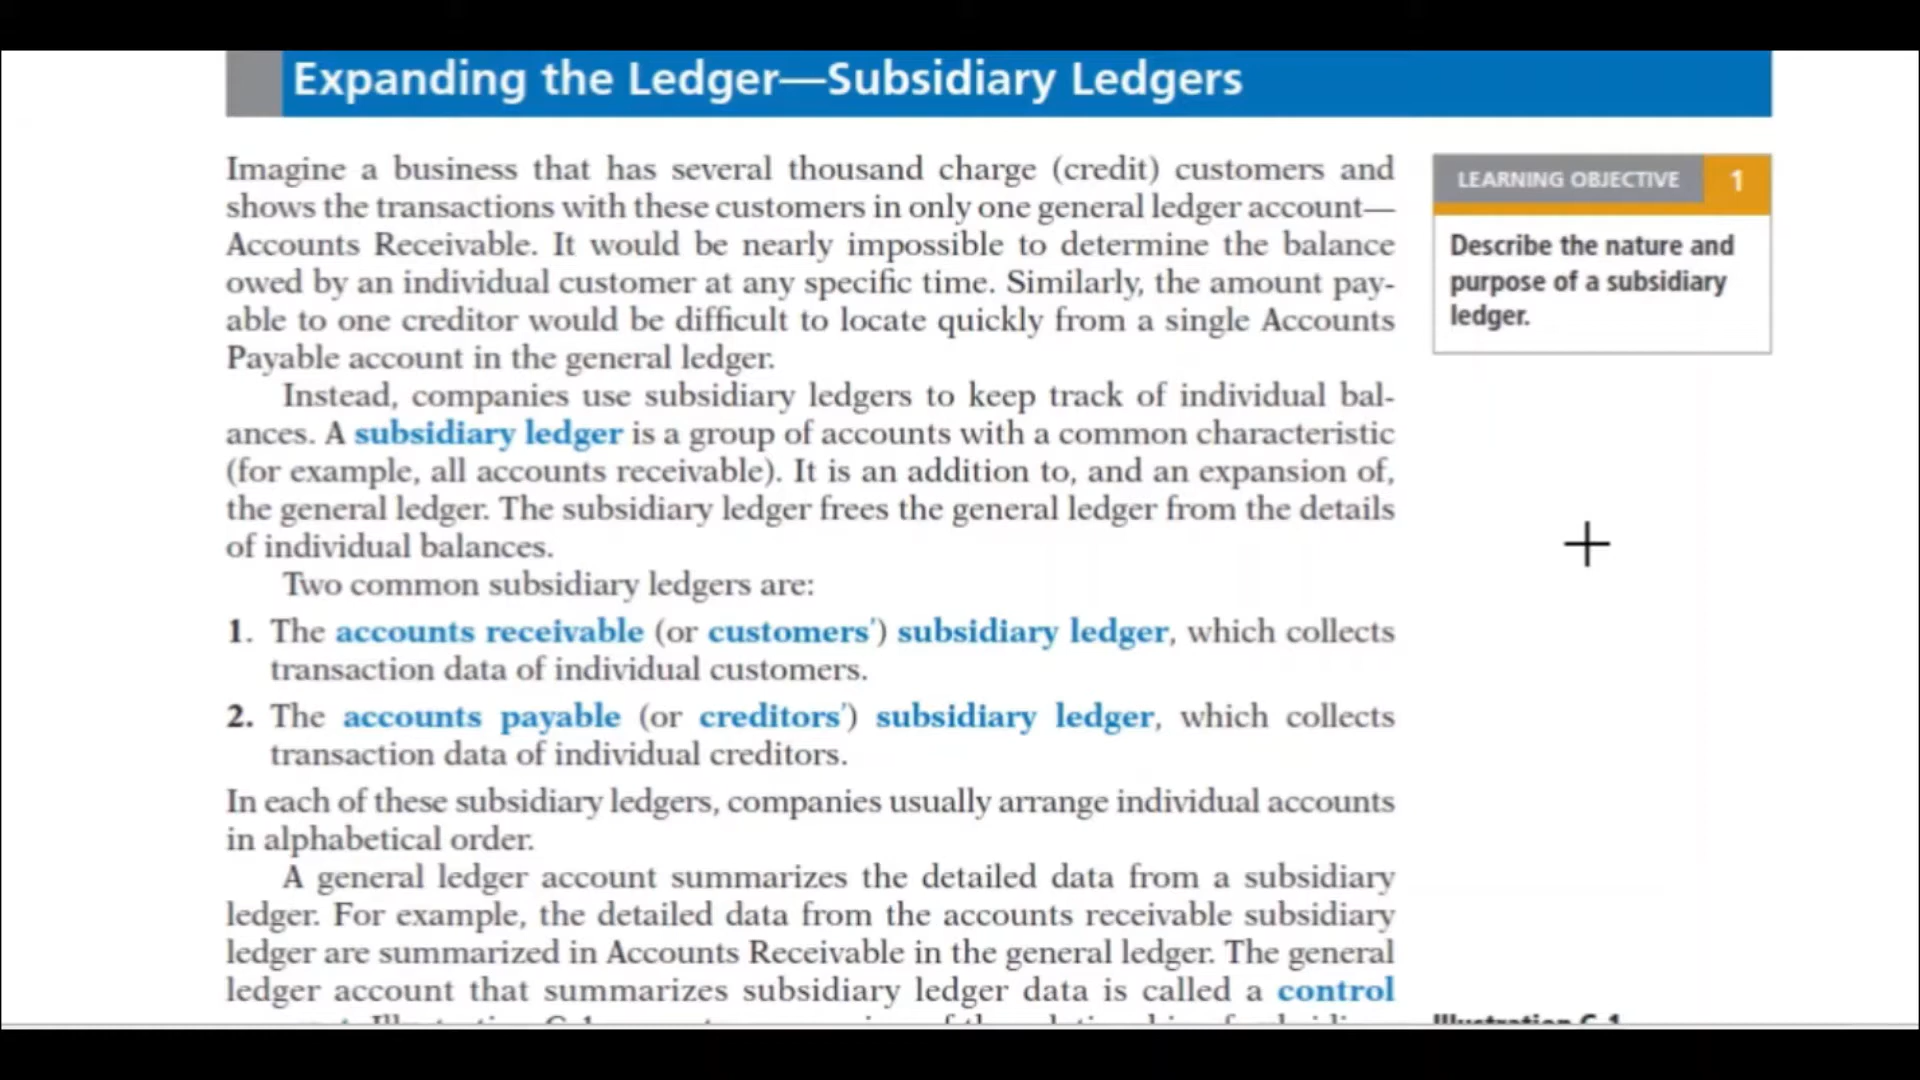 Expanding the Ledger—Subsidiary Ledgers
Imagine a business that has several thousand charge (credit) customers and
shows the transactions with these customers in only one general ledger account—
Accounts Receivable. It would be nearly impossible to determine the balance
owed by an individual customer at any specific time. Similarly, the amount pay-
able to one creditor would be difficult to locate quickly from a single Accounts
Payable account in the general ledger.
Instead, companies use subsidiary ledgers to keep track of individual bal-
ances. A subsidiary ledger is a group of accounts with a common characteristic
(for example, all accounts receivable). It is an addition to, and an expansion of,
the general ledger. The subsidiary ledger frees the general ledger from the details
of individual balances.
Two common subsidiary ledgers are:
1. The accounts receivable (or customers') subsidiary ledger, which collects
transaction data of individual customers.
2. The accounts payable (or creditors') subsidiary ledger, which collects
transaction data of individual creditors.
In each of these subsidiary ledgers, companies usually arrange individual accounts
in alphabetical order.
A general ledger account summarizes the detailed data from a subsidiary
ledger. For example, the detailed data from the accounts receivable subsidiary
ledger are summarized in Accounts Receivable in the general ledger. The general
ledger account that summarizes subsidiary ledger data is called a control
LEARNING OBJECTIVE 1
Describe the nature and
purpose of a subsidiary
ledger.